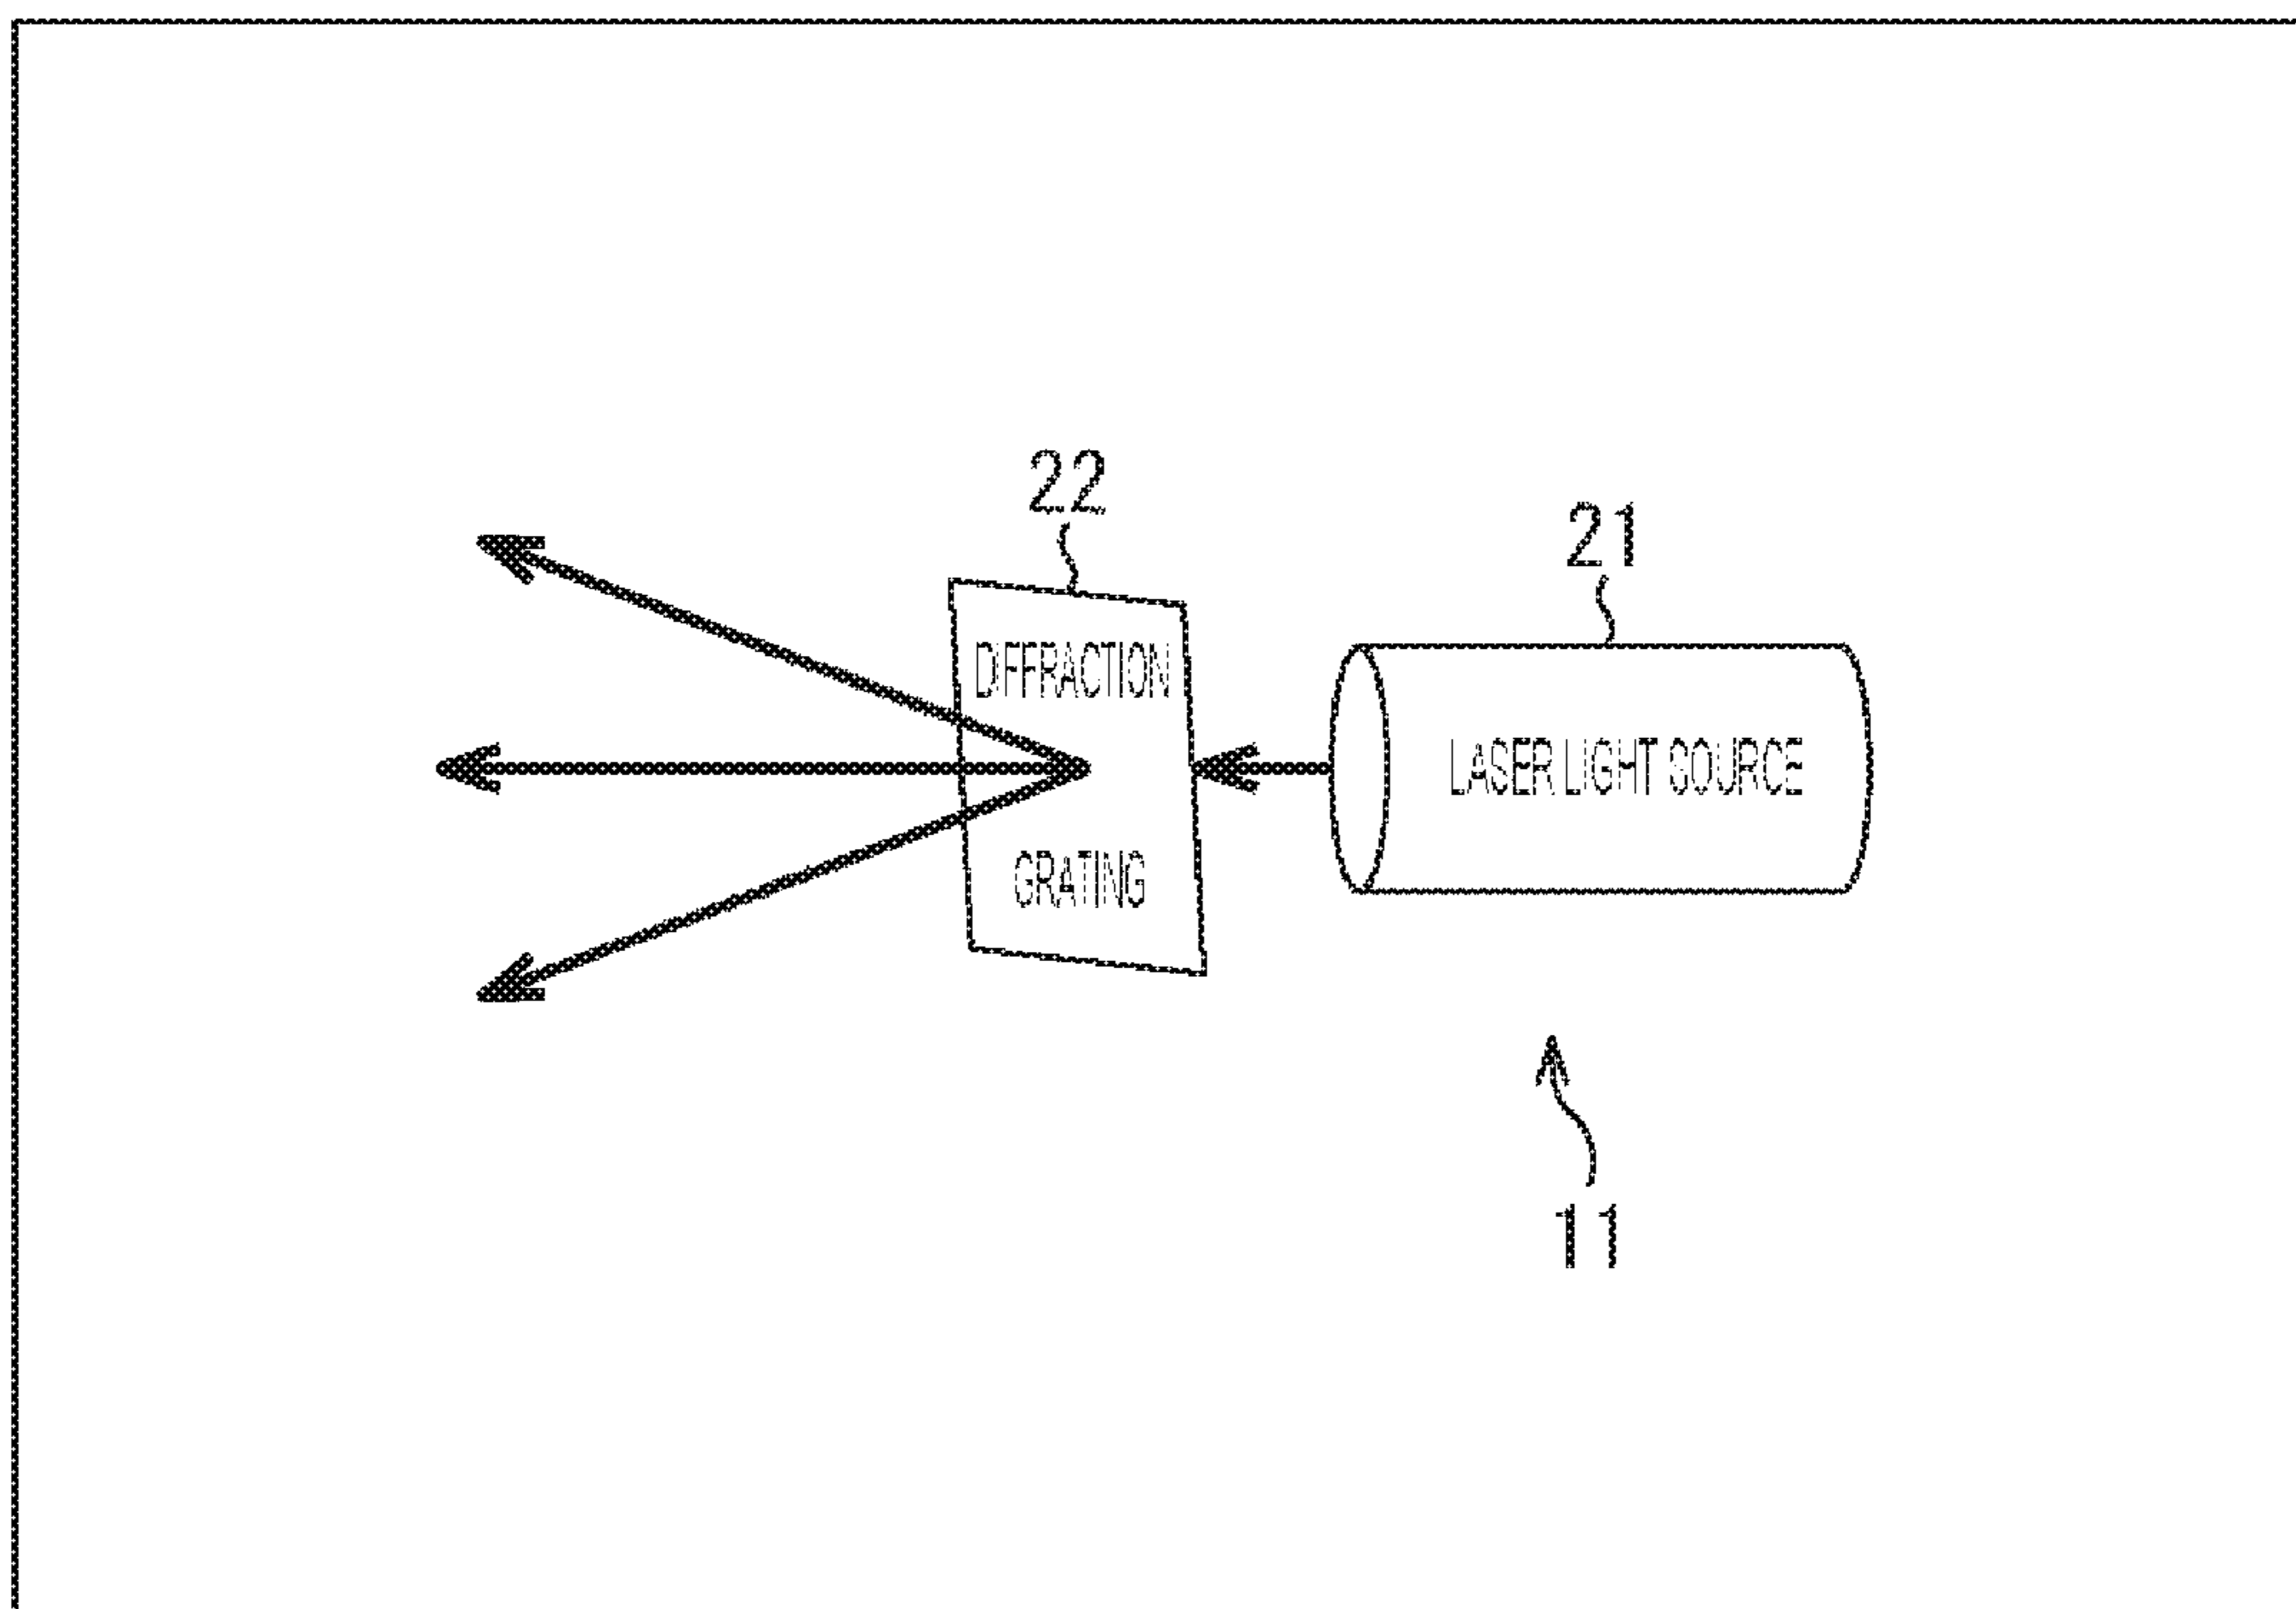 22
21
DIFFRACTION
GRATING
LASER LIGHT SOURCE
11